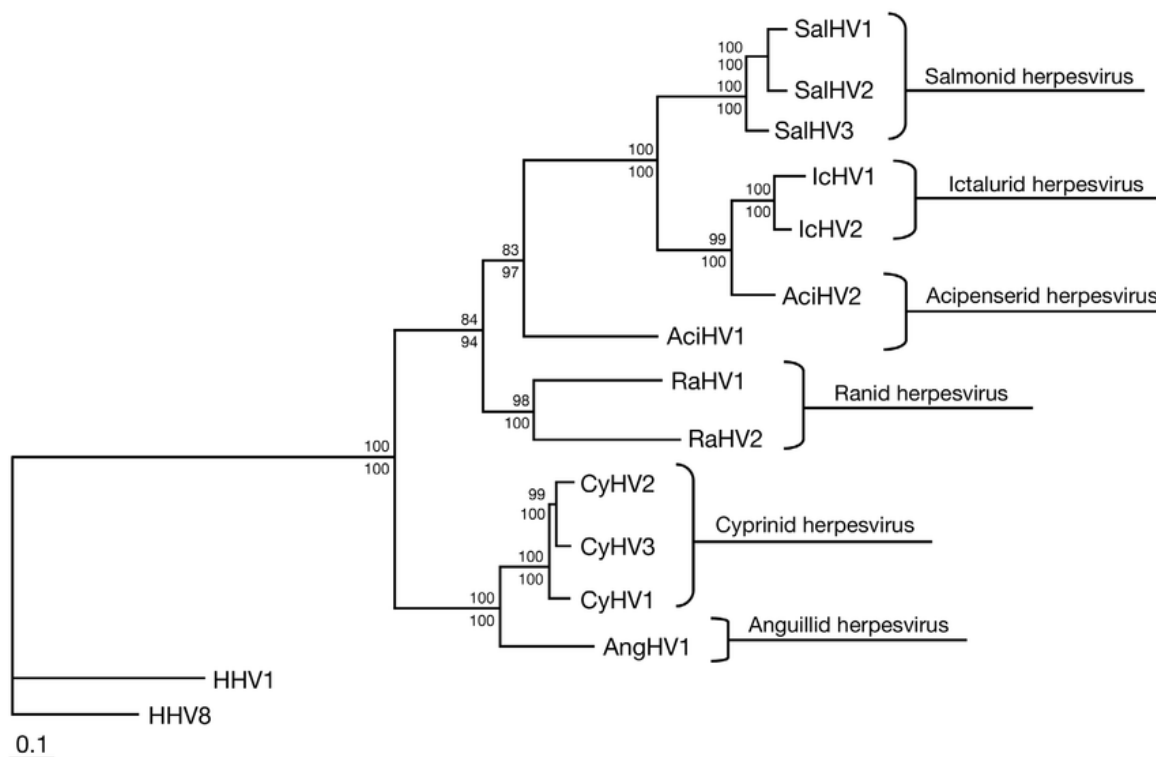 SalHV1
100
100
Salmonid herpesvirus
100
SalHV2
100
SalHV3
100
100
IcHV1
100
Ictalurid herpesvirus
100
IcHV2
99
100
83
97
AciHV2
Acipenserid herpesvirus
84
94
AciHV1
RaHV1
98
100
Ranid herpesvirus
RaHV2
100
100
CyHV2
99
100
Cyprinid herpesvirus
CyHV3
100
100
CyHV1
100
100
Anguillid herpesvirus
AngHV1
HHV1
HHV8
0.1